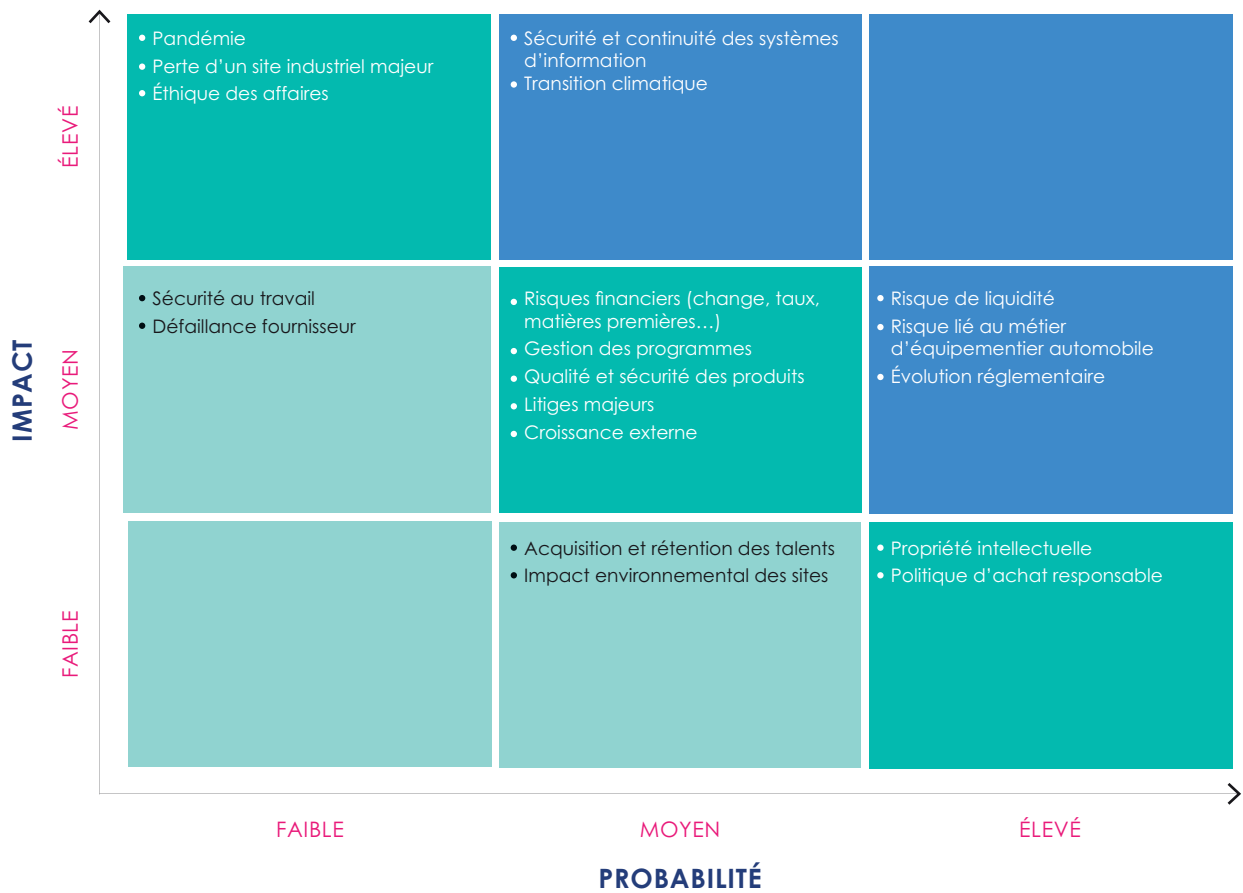 IMPACT
ÉLEVÉ
• Pandémie
• Perte d’un site industriel majeur
• Éthique des affaires
• Sécurité et continuité des systèmes
d’information
• Transition climatique
MOYEN
• Sécurité au travail
• Défaillance fournisseur
• Risques financiers (change, taux,
matières premières…)
• Gestion des programmes
• Qualité et sécurité des produits
• Litiges majeurs
• Croissance externe
• Risque de liquidité
• Risque lié au métier
d’équipementier automobile
• Évolution réglementaire
FAIBLE
• Acquisition et rétention des talents
• Impact environnemental des sites
• Propriété intellectuelle
• Politique d’achat responsable
FAIBLE
MOYEN
ÉLEVÉ
PROBABILITÉ